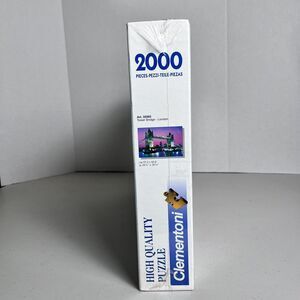 2000
PIECES-PEZZI-TEILE-PIEZAS
Tower Bridge - London
HIGH QUALITY
PUZZLE
Clementoni